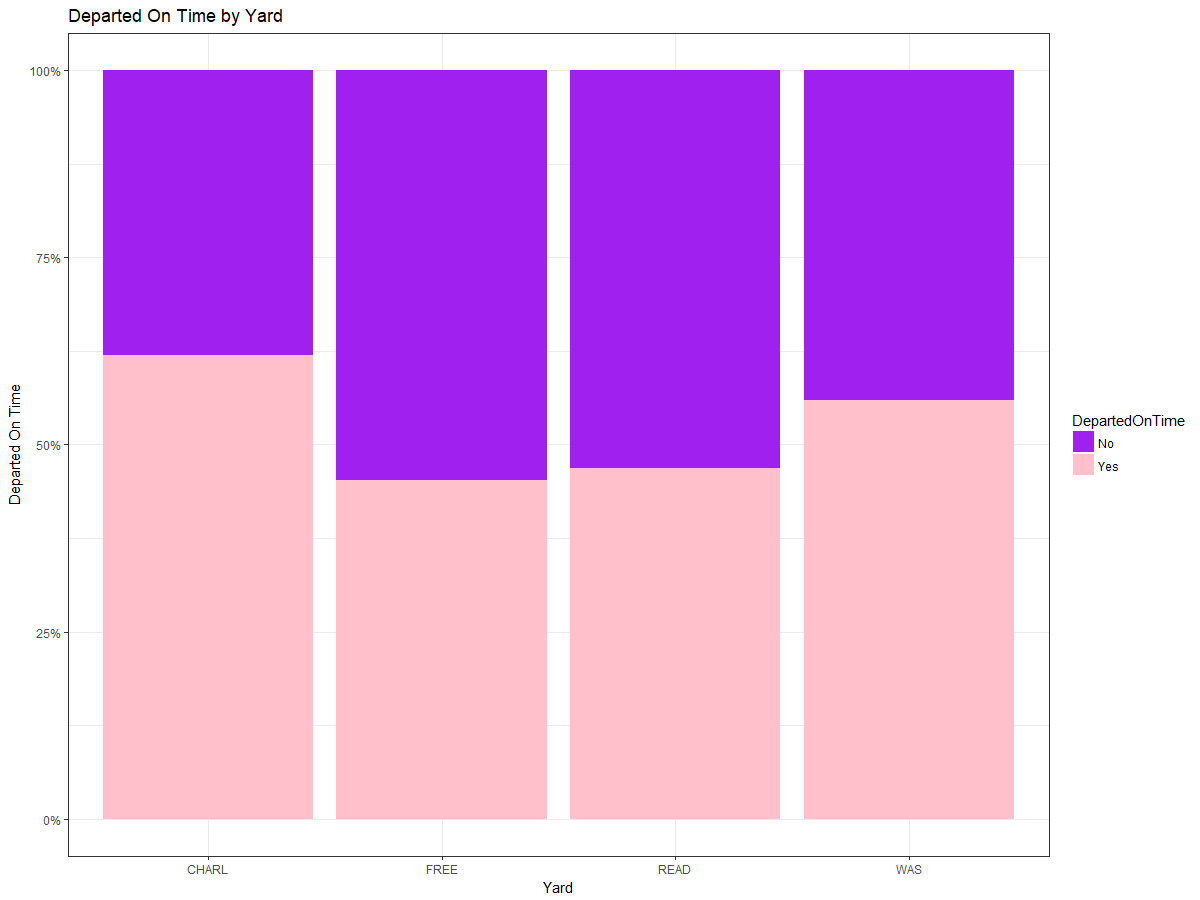 Departed On Time by Yard
100%
75%
50%
25%
0%
Departed On Time
CHARL
FREE
READ
WAS
Yard
DepartedOnTime
No
Yes